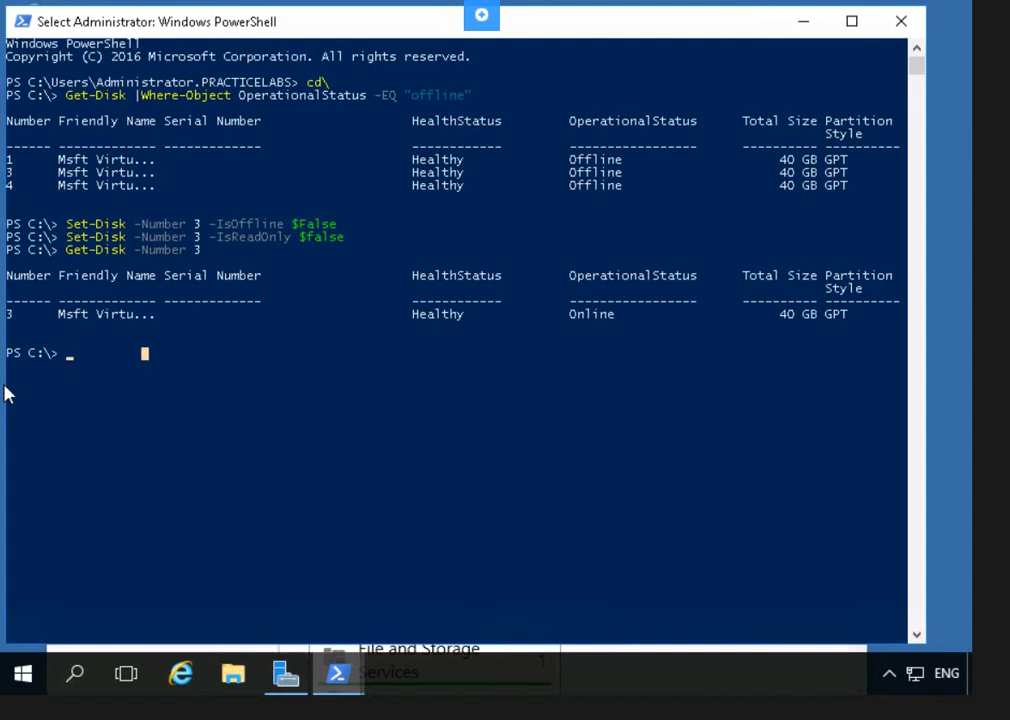 Select Administrator: Windows PowerShell
Windows PowerShell
Copyright (C) 2016 Microsoft Corporation. All rights reserved.
PS C:\Users\Administrator.PRACTICELABS> cd\
PS C:\> Get-Disk |Where-Object OperationalStatus -EQ "offline"
Number Friendly Name Serial Number HealthStatus OperationalStatus Total Size Partition
Style
------ ------------- ------------- ------------ ----------------- ---------- ----------
1 Msft Virtu... Healthy Offline 40 GB GPT
3 Msft Virtu... Healthy Offline 40 GB GPT
4 Msft Virtu... Healthy Offline 40 GB GPT
PS C:\> Set-Disk -Number 3 -IsOffline $False
PS C:\> Set-Disk -Number 3 -IsReadOnly $false
PS C:\> Get-Disk -Number 3
Number Friendly Name Serial Number HealthStatus OperationalStatus Total Size Partition
Style
------ ------------- ------------- ------------ ----------------- ---------- ----------
3 Msft Virtu... Healthy Online 40 GB GPT
PS C:\> _
File and Storage
Services 1
ENG